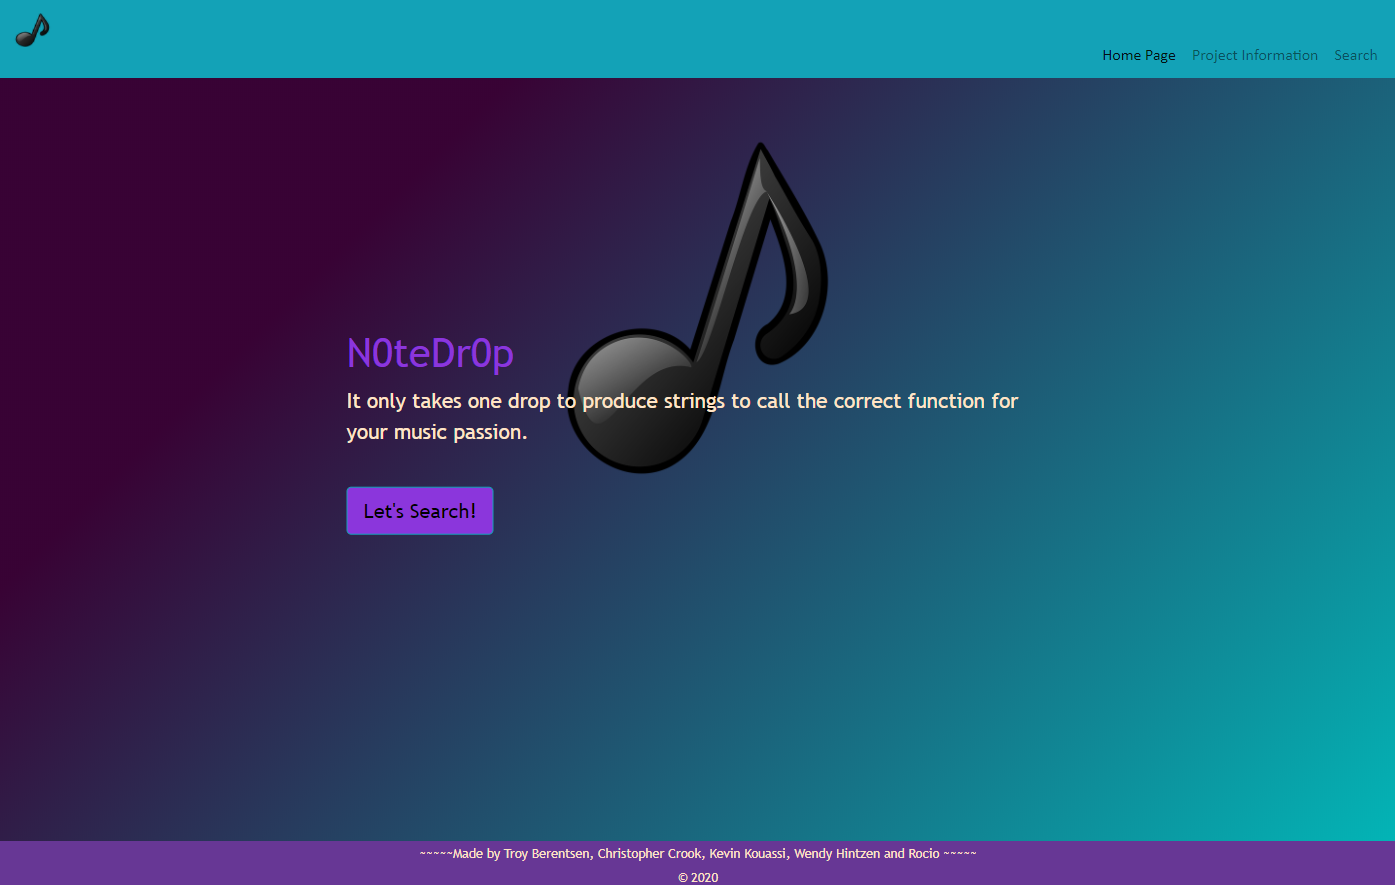 Home Page Project Information Search
N0teDr0p
It only takes one drop to produce strings to call the correct function for
your music passion.
Let's Search!
~~~~~Made by Troy Berentsen, Christopher Crook, Kevin Kouassi, Wendy Hintzen and Rocio ~~~~~
© 2020